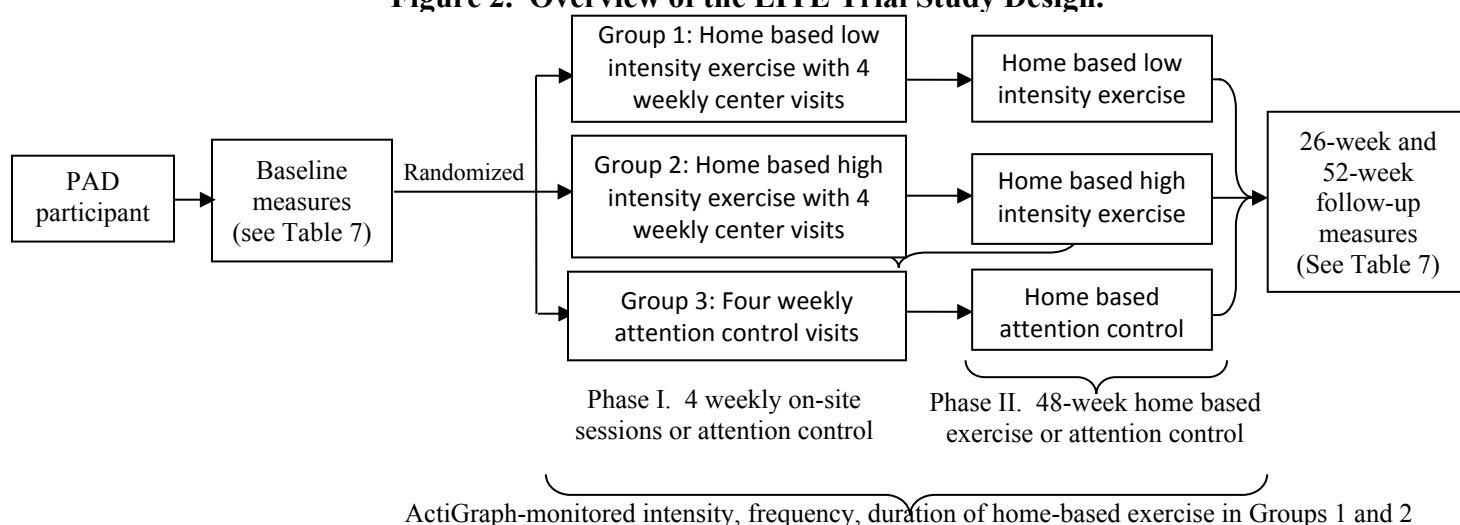 Figure 2. Overview of the LITE Trial Study Design.
PAD
participant
Baseline
measures
(see Table 7)
Randomized
Group 1: Home based low
intensity exercise with 4
weekly center visits
Home based low
intensity exercise
Group 2: Home based high
intensity exercise with 4
weekly center visits
Home based high
intensity exercise
Group 3: Four weekly
attention control visits
Home based
attention control
26-week and
52-week
follow-up
measures
(See Table 7)
Phase I. 4 weekly on-site
sessions or attention control
Phase II. 48-week home based
exercise or attention control
ActiGraph-monitored intensity, frequency, duration of home-based exercise in Groups 1 and 2